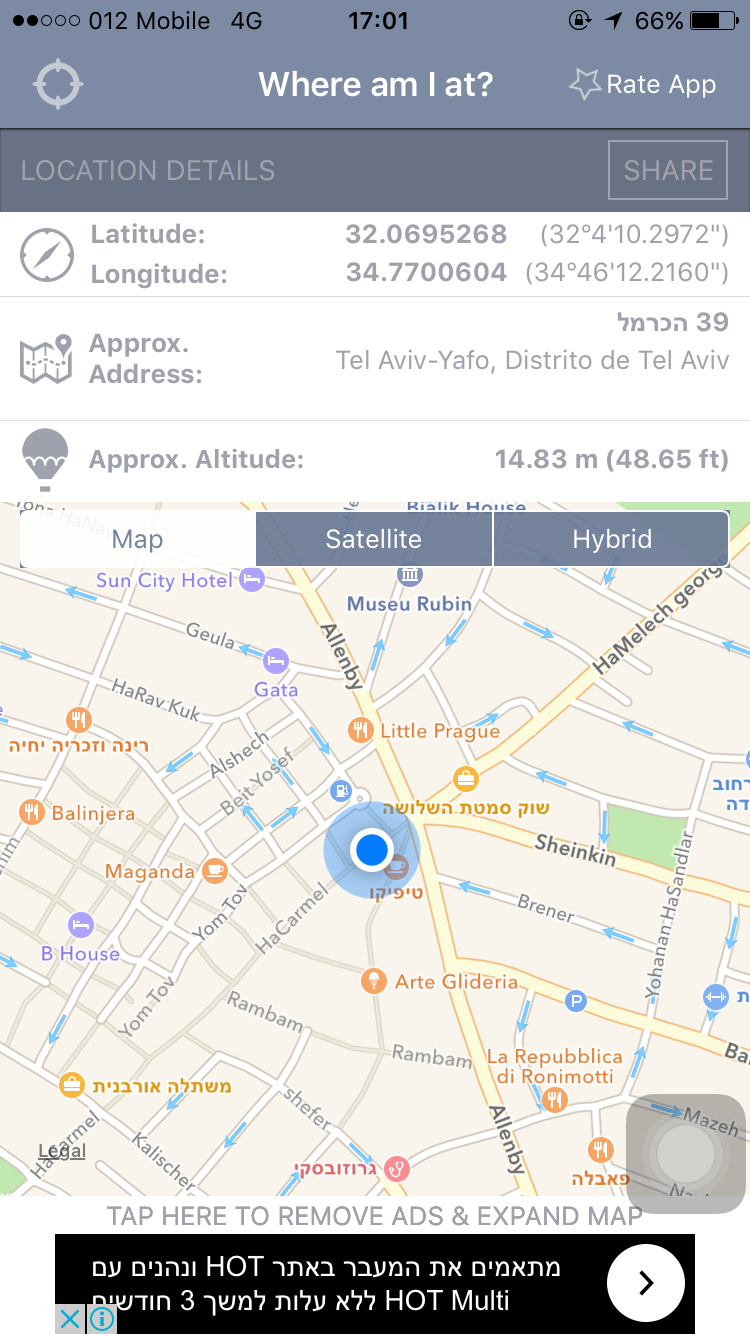 012 Mobile 4G 17:01 66%
Where am I at? Rate App
LOCATION DETAILS SHARE
Latitude: 32.0695268 (32°4'10.2972")
Longitude: 34.7700604 (34°46'12.2160")
39 הכרמל
Approx. Address: Tel Aviv-Yafo, Distrito de Tel Aviv
Approx. Altitude: 14.83 m (48.65 ft)
Bialik House
Map Satellite Hybrid
Sun City Hotel
Museu Rubin
HaMelech george
Allenby
Geula
Gata
HaRav Kuk
Little Prague
רינה וזכריה יחיה
Alshech
Beit Yosef
שוק סמטת השלושה
רחוב
Balinjera
Sheinkin
Maganda
טיפיקו
Yom Tov
HaCarmel
Brener
Yohanan HaSandlar
B House
Arte Glideria
P
Yom Tov
Rambam
Rambam
La Repubblica
di Ronimotti
משתלה אורבנית
shefer
Allenby
Mazeh
HaCarmel
Kalischer
Legal
גרוזובסקי
פאבלה
TAP HERE TO REMOVE ADS & EXPAND MAP
מתאמים את המעבר באתר HOT ונהנים עם
HOT Multi ללא עלות למשך 3 חודשים